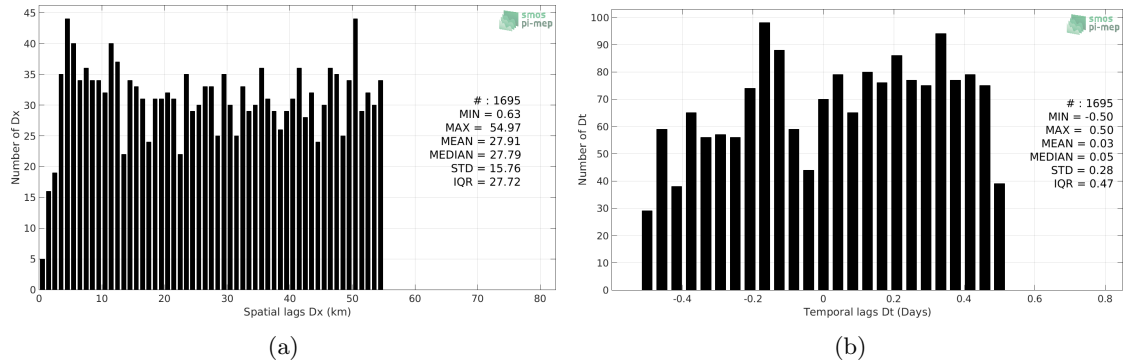 45
40
35
30
25
20
15
10
5
0
Number of Dx
0 10 20 30 40 50 60 70 80
Spatial lags Dx (km)
smos
pi-mep
# : 1695
MIN = 0.63
MAX = 54.97
MEAN = 27.91
MEDIAN = 27.79
STD = 15.76
IQR = 27.72
(a)
100
90
80
70
60
50
40
30
20
10
0
Number of Dt
-0.4 -0.2 0 0.2 0.4 0.6 0.8
Temporal lags Dt (Days)
smos
pi-mep
# : 1695
MIN = -0.50
MAX = 0.50
MEAN = 0.03
MEDIAN = 0.05
STD = 0.28
IQR = 0.47
(b)